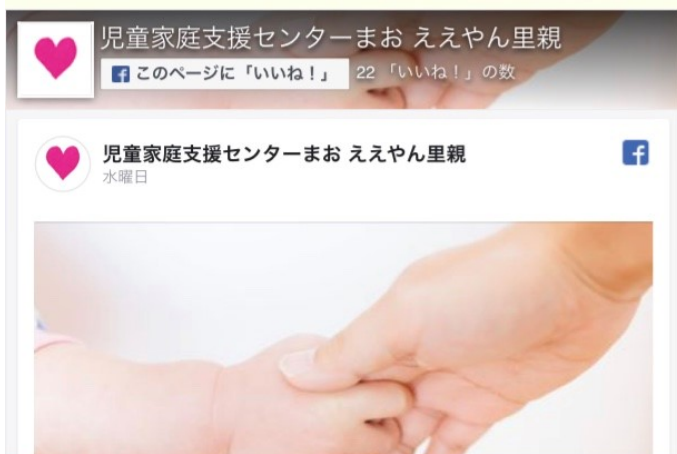 児童家庭支援センターまお ええやん里親
このページに「いいね！」 22 「いいね！」の数
児童家庭支援センターまお ええやん里親
水曜日